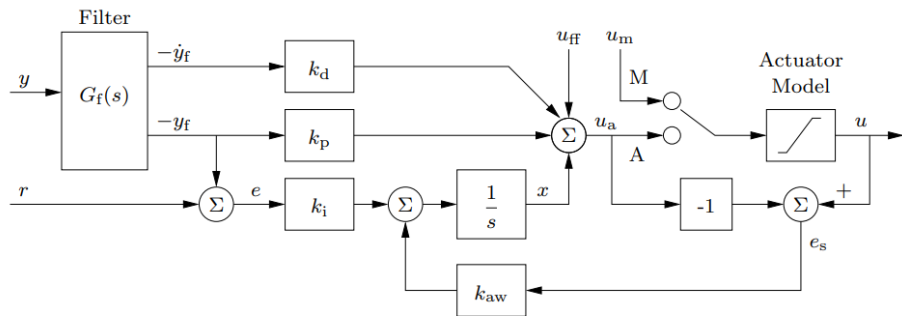 Filter
y
G_f(s)
−ẏ_f
−y_f
k_d
k_p
u_ff
u_m
M
Σ
u_a
A
Actuator
Model
u
r
Σ
e
k_i
Σ
1
s
x
-1
Σ
+
e_s
k_aw